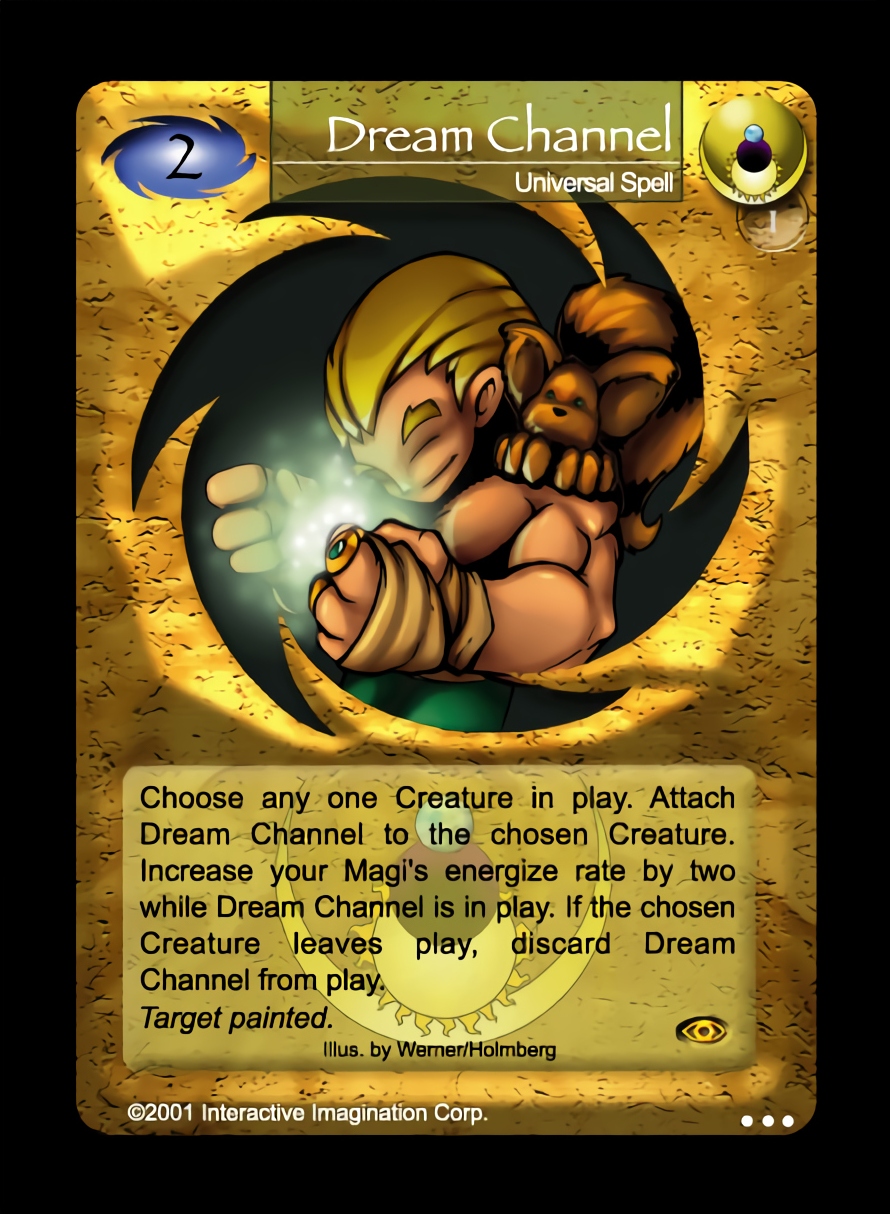 2
Dream Channel
Universal Spell
I
Choose any one Creature in play. Attach
Dream Channel to the chosen Creature.
Increase your Magi's energize rate by two
while Dream Channel is in play. If the chosen
Creature leaves play, discard Dream
Channel from play.
Target painted.
Illus. by Werner/Holmberg
©2001 Interactive Imagination Corp.